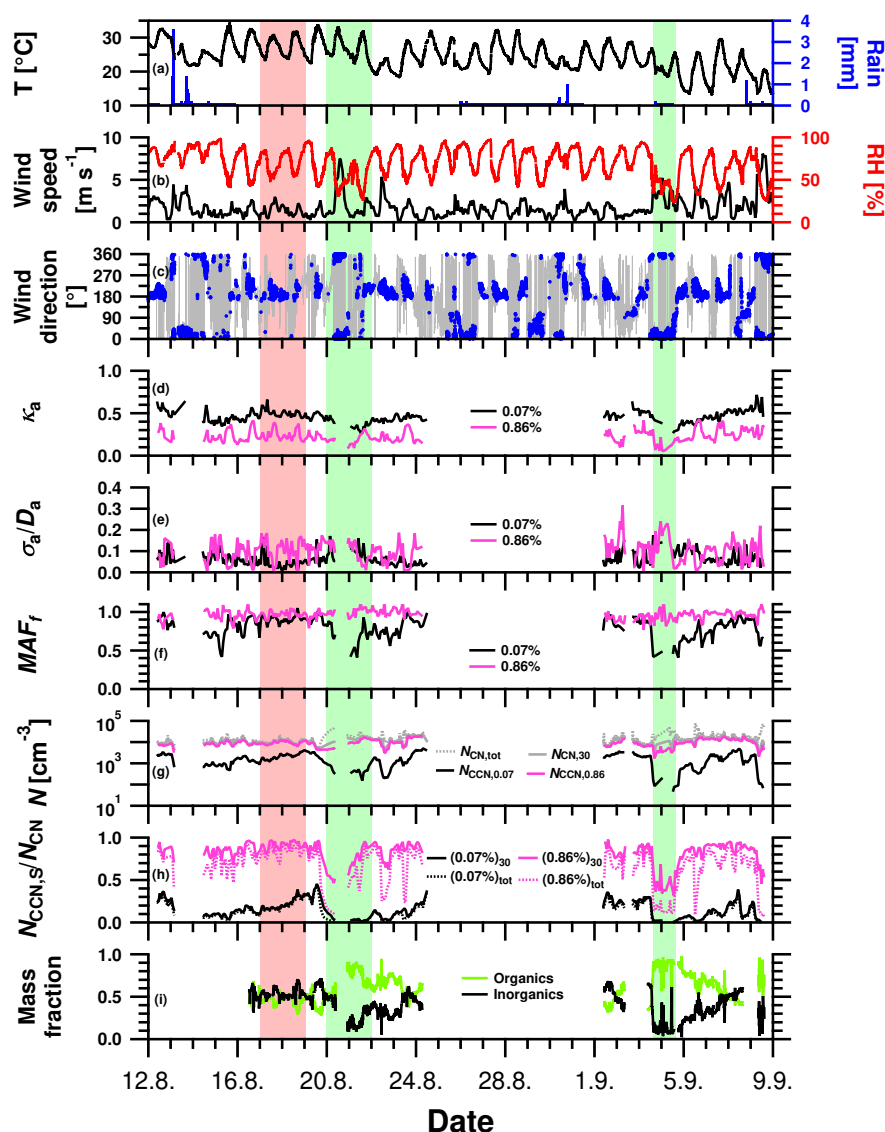 T [°C]
30
20
10
(a)
4
3
2
1
0
Rain
[mm]
Wind
speed
[m s⁻¹]
10
5
0
(b)
100
50
0
RH [%]
Wind
direction
[°]
360
270
180
90
0
(c)
κa
1.0
0.5
0.0
(d)
0.07%
0.86%
σa/Da
0.4
0.3
0.2
0.1
0.0
(e)
0.07%
0.86%
MAFf
1.0
0.5
0.0
(f)
0.07%
0.86%
N [cm⁻³]
10⁵
10³
10¹
(g)
NCN,tot NCN,30
NCCN,0.07 NCCN,0.86
NCCN,S/NCN
1.0
0.5
0.0
(h)
(0.07%)30 (0.86%)30
(0.07%)tot (0.86%)tot
Mass
fraction
1.0
0.5
0.0
(i)
Organics
Inorganics
12.8. 16.8. 20.8. 24.8. 28.8. 1.9. 5.9. 9.9.
Date